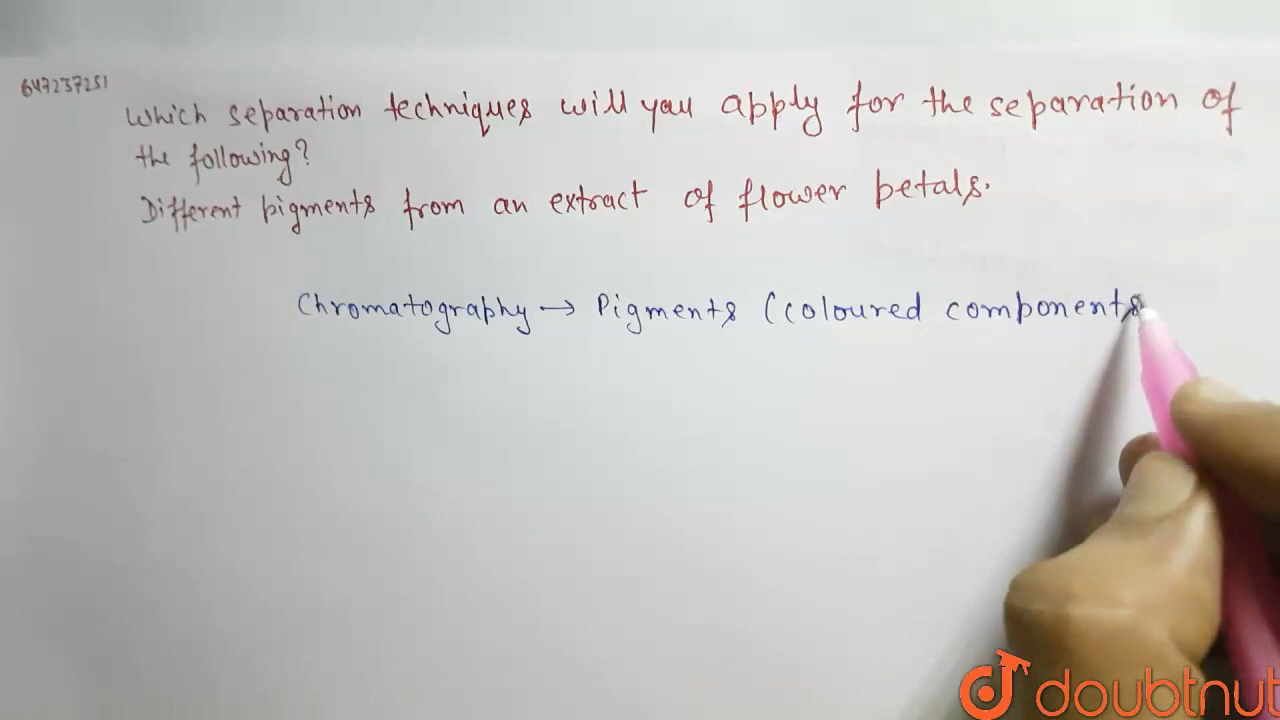 647237251
Which separation techniques will you apply for the separation of
the following?
Different pigments from an extract of flower betals.
Chromatography → Pigments (coloured components
doubtnut